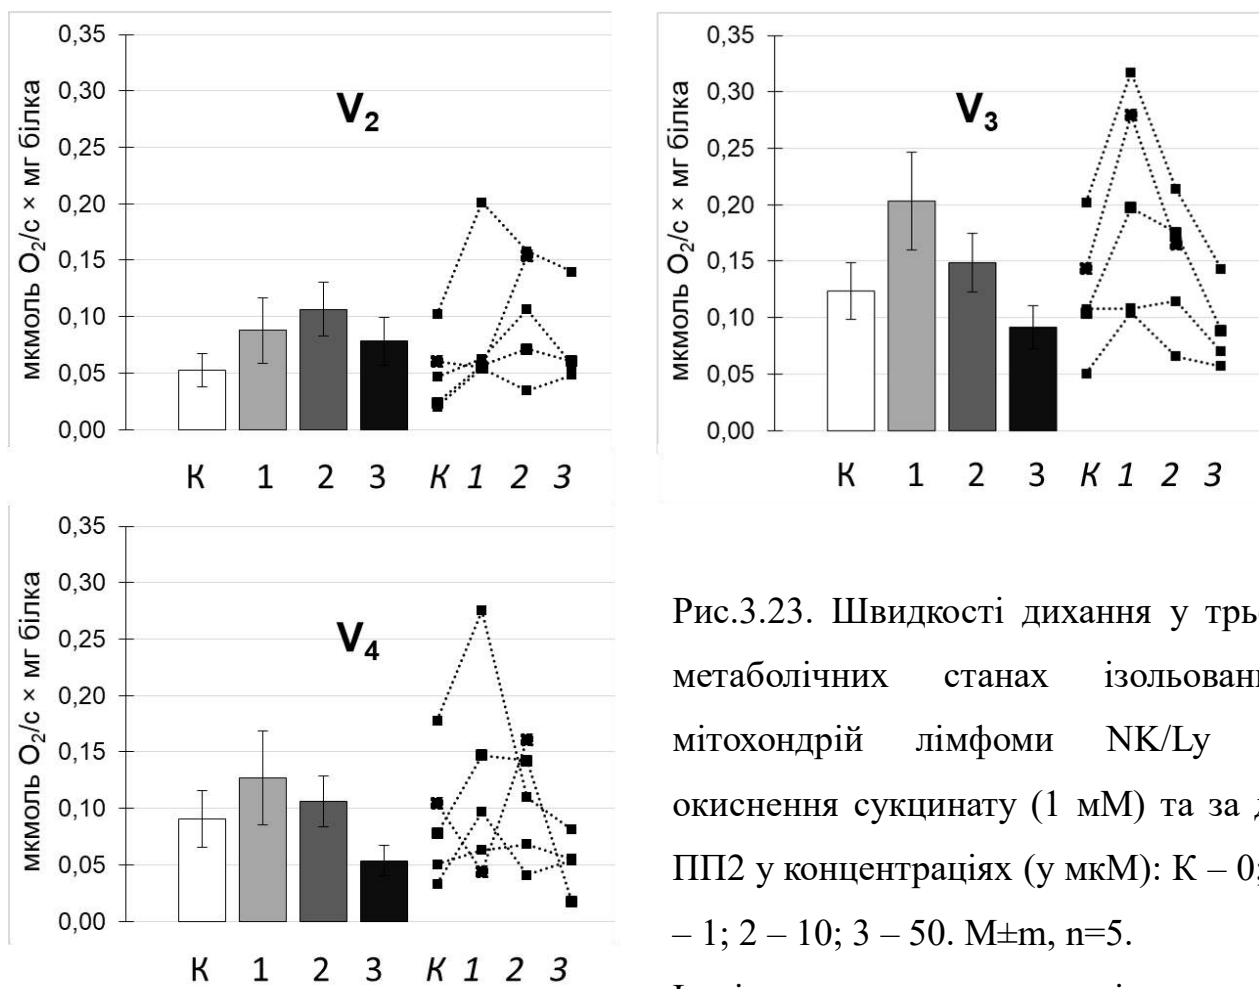 0,35
0,30
0,25
0,20
0,15
0,10
0,05
0,00
мкмоль O₂/с × мг білка
V₂
К 1 2 3 К 1 2 3
0,35
0,30
0,25
0,20
0,15
0,10
0,05
0,00
мкмоль O₂/с × мг білка
V₃
К 1 2 3 К 1 2 3
0,35
0,30
0,25
0,20
0,15
0,10
0,05
0,00
мкмоль O₂/с × мг білка
V₄
К 1 2 3 К 1 2 3
Рис.3.23. Швидкості дихання у
метаболічних станах
мітохондрій лімфоми NK/Ly
окиснення сукцинату (1 мМ) та за
ПП2 у концентраціях (у мкМ): К – 0;
– 1; 2 – 10; 3 – 50. M±m, n=5.